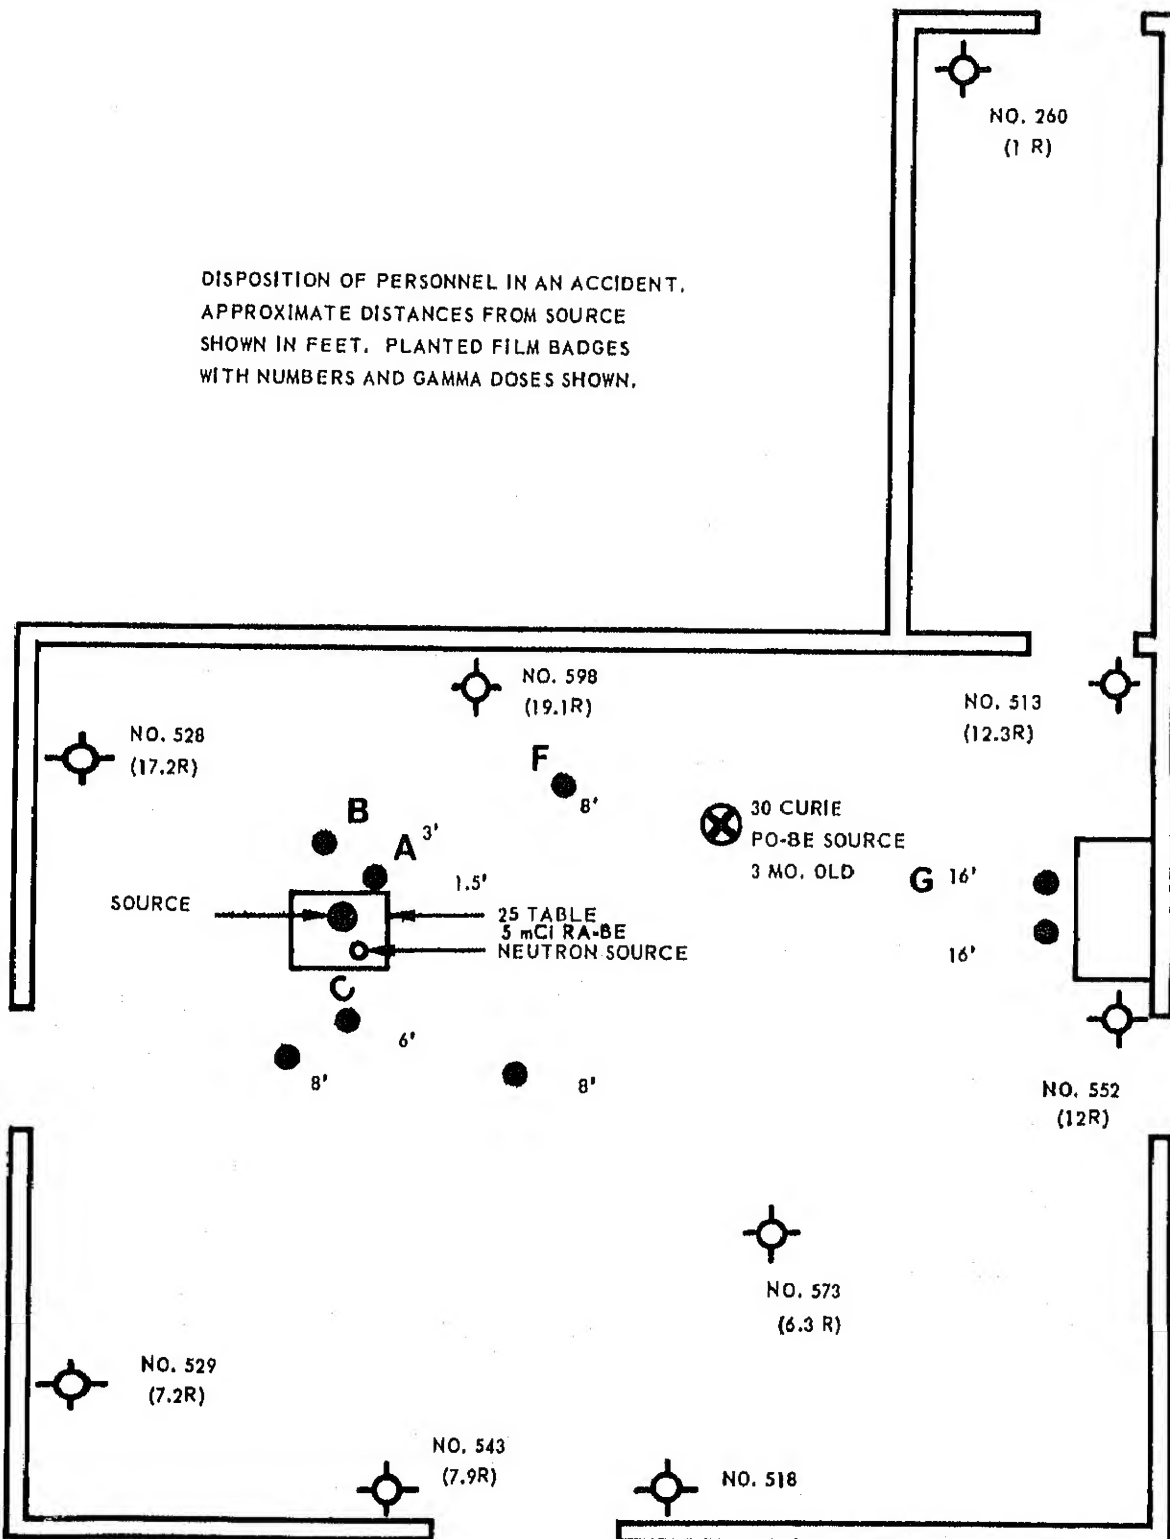 NO. 260
(1 R)
DISPOSITION OF PERSONNEL IN AN ACCIDENT.
APPROXIMATE DISTANCES FROM SOURCE
SHOWN IN FEET. PLANTED FILM BADGES
WITH NUMBERS AND GAMMA DOSES SHOWN.
NO. 598
(19.1R)
NO. 513
(12.3R)
NO. 528
(17.2R)
F
8'
B
A 3'
30 CURIE
PO-BE SOURCE
3 MO. OLD
G 16'
1.5'
SOURCE
25 TABLE
5 mCi RA-BE
NEUTRON SOURCE
16'
C
6'
8'
8'
NO. 552
(12R)
NO. 573
(6.3 R)
NO. 529
(7.2R)
NO. 543
(7.9R)
NO. 518